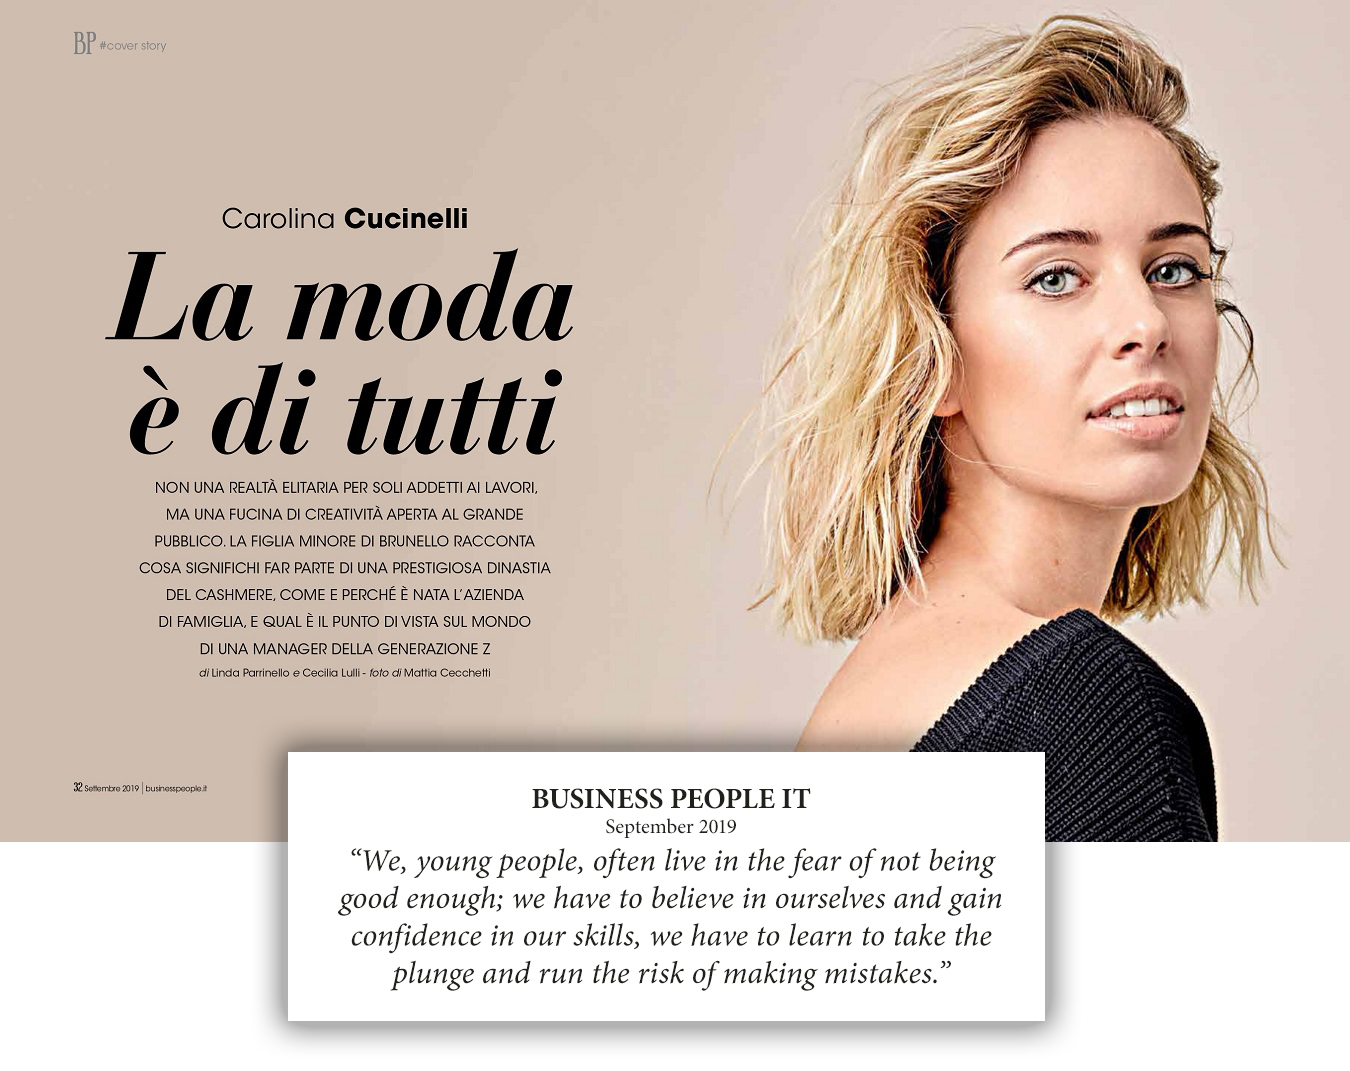 BP #cover story
Carolina Cucinelli
La moda
è di tutti
NON UNA REALTÀ ELITARIA PER SOLI ADDETTI AI LAVORI,
MA UNA FUCINA DI CREATIVITÀ APERTA AL GRANDE
PUBBLICO. LA FIGLIA MINORE DI BRUNELLO RACCONTA
COSA SIGNIFICHI FAR PARTE DI UNA PRESTIGIOSA DINASTIA
DEL CASHMERE, COME E PERCHÉ È NATA L'AZIENDA
DI FAMIGLIA, E QUAL È IL PUNTO DI VISTA SUL MONDO
DI UNA MANAGER DELLA GENERAZIONE Z
di Linda Parrinello e Cecilia Lulli - foto di Mattia Cecchetti
32 Settembre 2019 | businesspeople.it
BUSINESS PEOPLE IT
September 2019
“We, young people, often live in the fear of not being
good enough; we have to believe in ourselves and gain
confidence in our skills, we have to learn to take the
plunge and run the risk of making mistakes.”